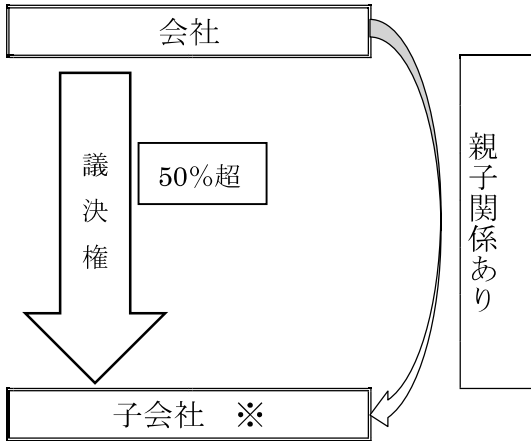 会社
議決権
50%超
親子関係あり
子会社 ※